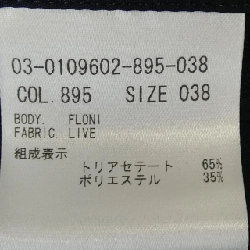 03-0109602-895-038
COL. 895 SIZE 038
BODY. FLONI
FABRIC LIVE
組成表示
トリアセテート 65%
ポリエステル 35%